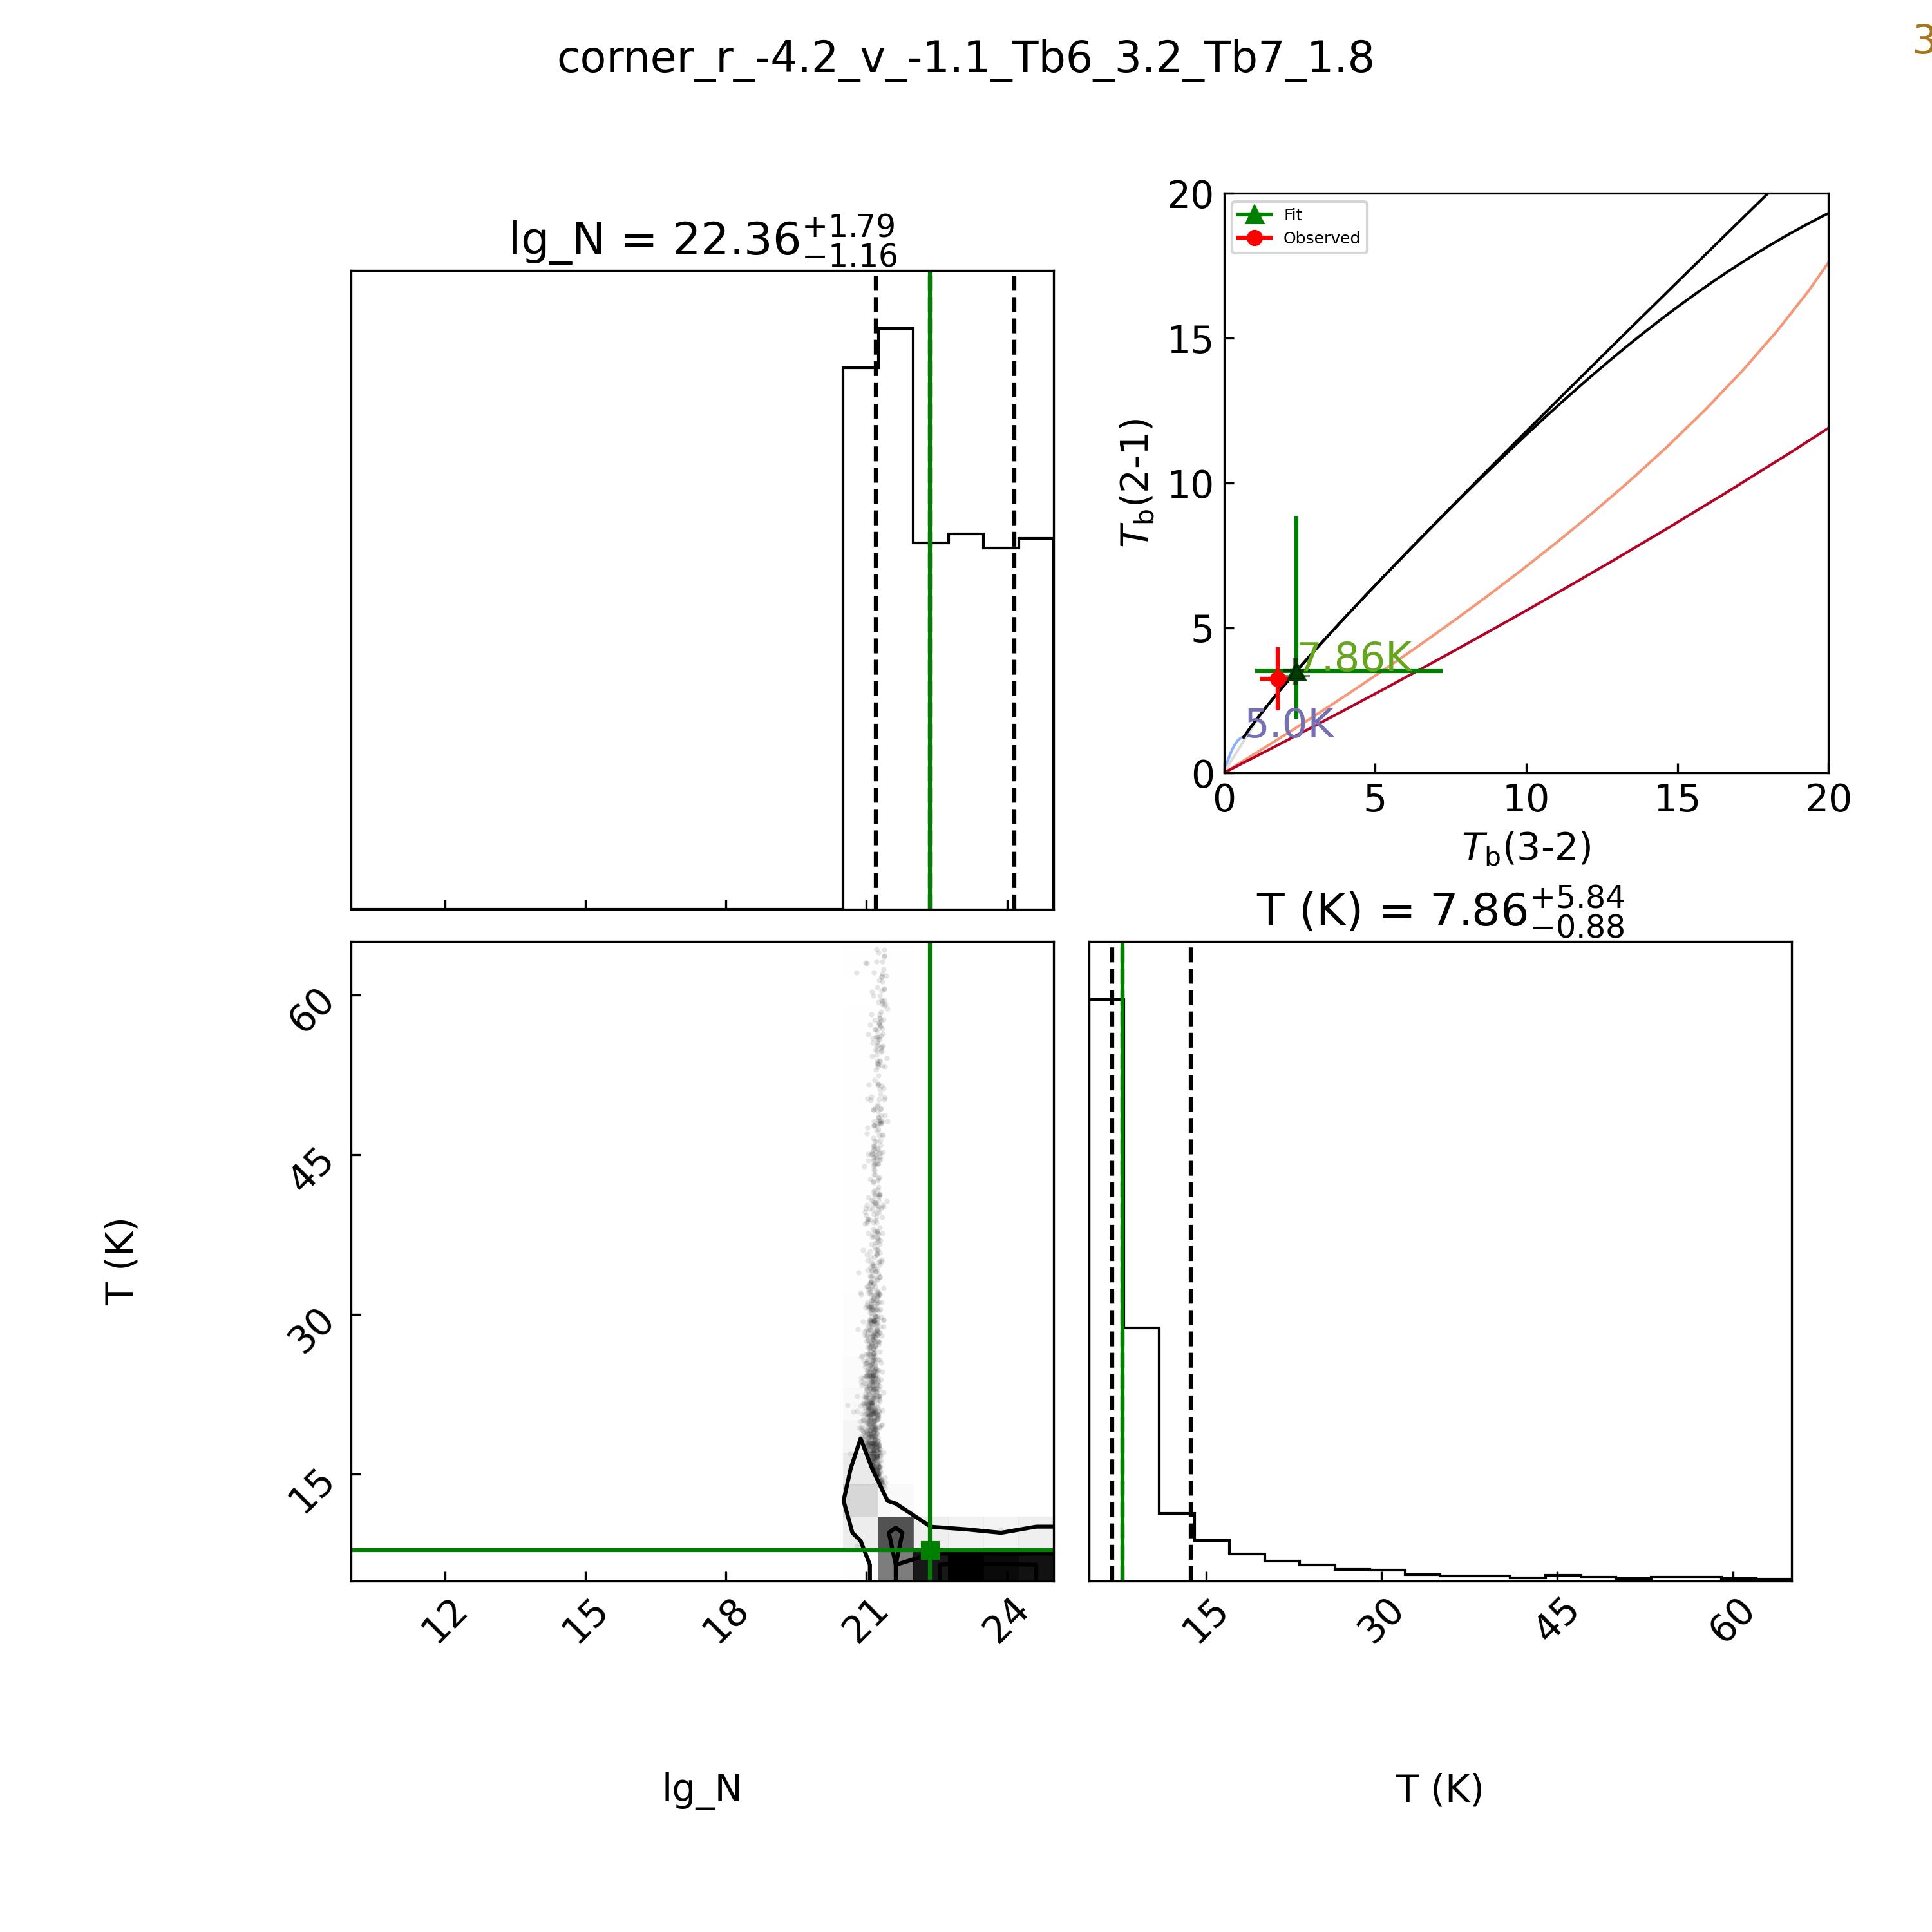 corner_r_-4.2_v_-1.1_Tb6_3.2_Tb7_1.8
3
lg_N = 22.36+1.79 −1.16
20
15
10
5
0
Fit
Observed
7.86K
5.0K
0 5 10 15 20
Tb(2-1)
Tb(3-2)
T (K) = 7.86+5.84 −0.88
60
45
30
15
T (K)
12 15 18 21 24
15 30 45 60
lg_N
T (K)